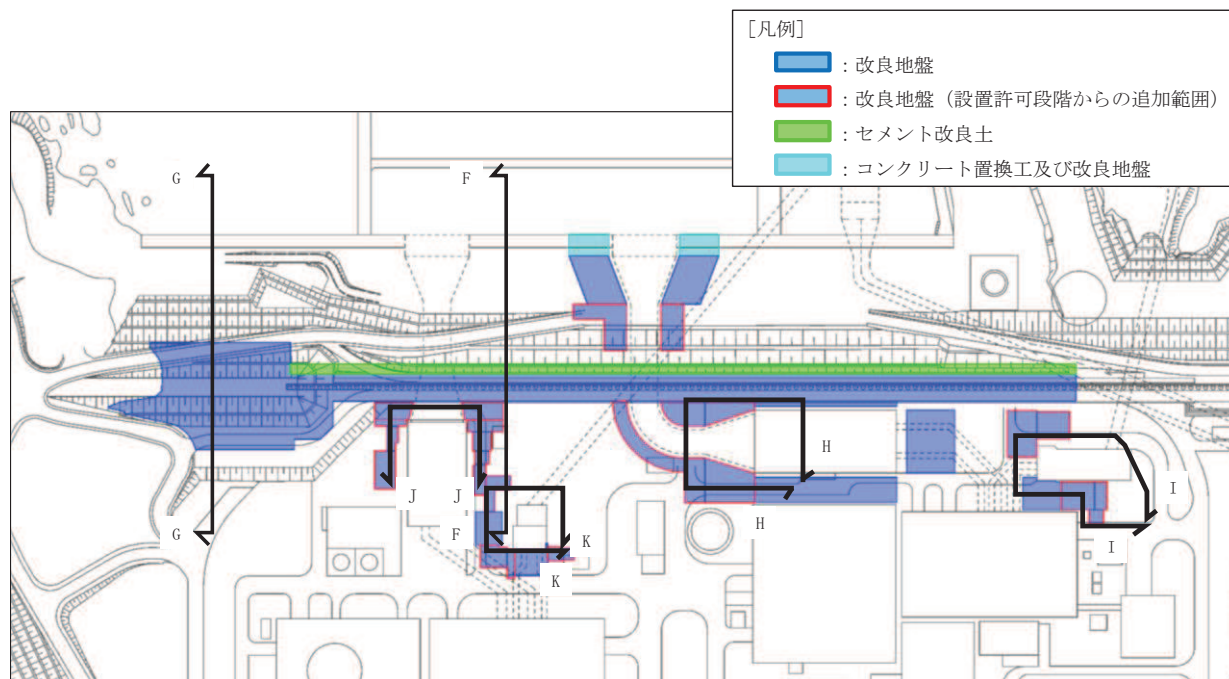 [凡例]
：改良地盤
：改良地盤（設置許可段階からの追加範囲）
：セメント改良土
：コンクリート置換工及び改良地盤
G
F
H
I
J
J
G
F
K
H
I
K